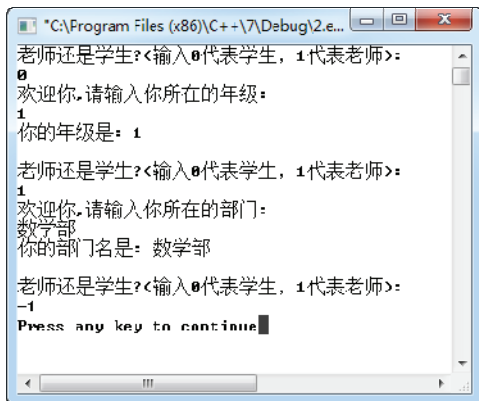 "C:\Program Files (x86)\C++\7\Debug\2.e...
老师还是学生?<输入0代表学生，1代表老师>:
0
欢迎你,请输入你所在的年级:
1
你的年级是: 1
老师还是学生?<输入0代表学生，1代表老师>:
1
欢迎你,请输入你所在的部门:
数学部
你的部门名是: 数学部
老师还是学生?<输入0代表学生，1代表老师>:
-1
Press any key to continue